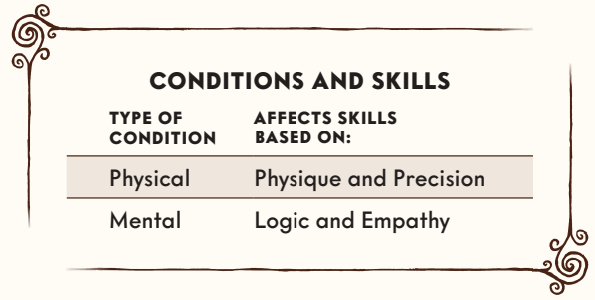 CONDITIONS AND SKILLS
TYPE OF CONDITION
AFFECTS SKILLS BASED ON:
Physical Physique and Precision
Mental Logic and Empathy